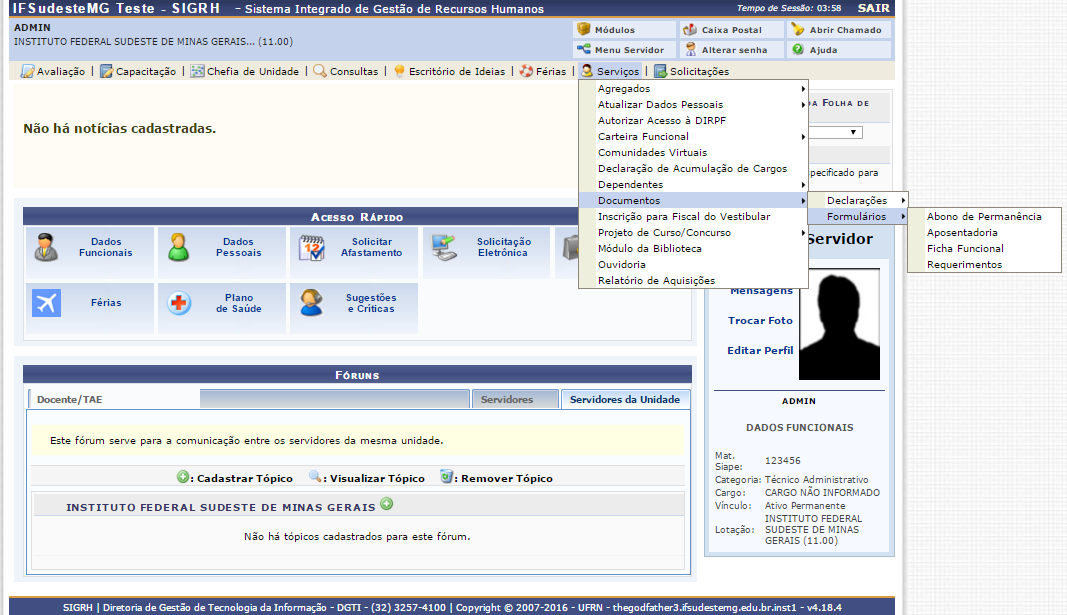 IFSudesteMG Teste - SIGRH - Sistema Integrado de Gestão de Recursos Humanos
Tempo de Sessão: 03:58 SAIR
ADMIN
INSTITUTO FEDERAL SUDESTE DE MINAS GERAIS... (11.00)
Módulos Caixa Postal Abrir Chamado
Menu Servidor Alterar senha Ajuda
Avaliação | Capacitação | Chefia de Unidade | Consultas | Escritório de Ideias | Férias | Serviços | Solicitações
Agregados
Atualizar Dados Pessoais
Autorizar Acesso à DIRPF
Carteira Funcional
Comunidades Virtuais
Declaração de Acumulação de Cargos
Dependentes
Documentos
Inscrição para Fiscal do Vestibular
Projeto de Curso/Concurso
Módulo da Biblioteca
Ouvidoria
Relatório de Aquisições
Declarações
Formulários
Abono de Permanência
Aposentadoria
Ficha Funcional
Requerimentos
Não há notícias cadastradas.
Folha de
para
Acesso Rápido
Dados
Funcionais
Dados
Pessoais
Solicitar
Afastamento
Solicitação
Eletrônica
Férias
Plano
de Saúde
Sugestões
e Críticas
Servidor
Mensagens
Trocar Foto
Editar Perfil
ADMIN
DADOS FUNCIONAIS
Mat. Siape: 123456
Categoria: Técnico Administrativo
Cargo: CARGO NÃO INFORMADO
Vínculo: Ativo Permanente
Lotação: INSTITUTO FEDERAL
SUDESTE DE MINAS
GERAIS (11.00)
Fóruns
Docente/TAE Servidores Servidores da Unidade
Este fórum serve para a comunicação entre os servidores da mesma unidade.
: Cadastrar Tópico : Visualizar Tópico : Remover Tópico
INSTITUTO FEDERAL SUDESTE DE MINAS GERAIS
Não há tópicos cadastrados para este fórum.
SIGRH | Diretoria de Gestão de Tecnologia da Informação - DGTI - (32) 3257-4100 | Copyright © 2007-2016 - UFRN - thegodfather3.ifsudestemg.edu.br.inst1 - v4.18.4